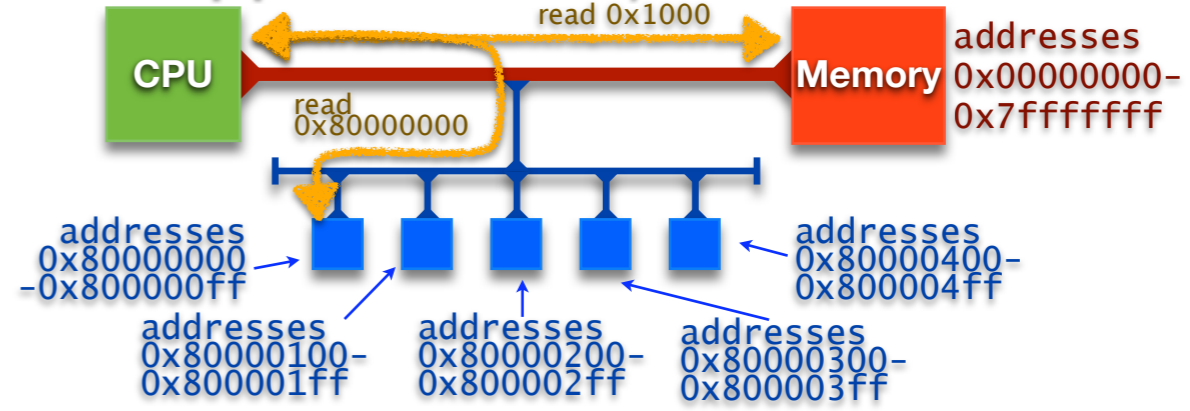 read 0x1000
CPU
Memory
addresses
0x00000000-
0x7fffffff
read
0x80000000
addresses
0x80000000
-0x800000ff
addresses
0x80000100-
0x800001ff
addresses
0x80000200-
0x800002ff
addresses
0x80000300-
0x800003ff
addresses
0x80000400-
0x800004ff